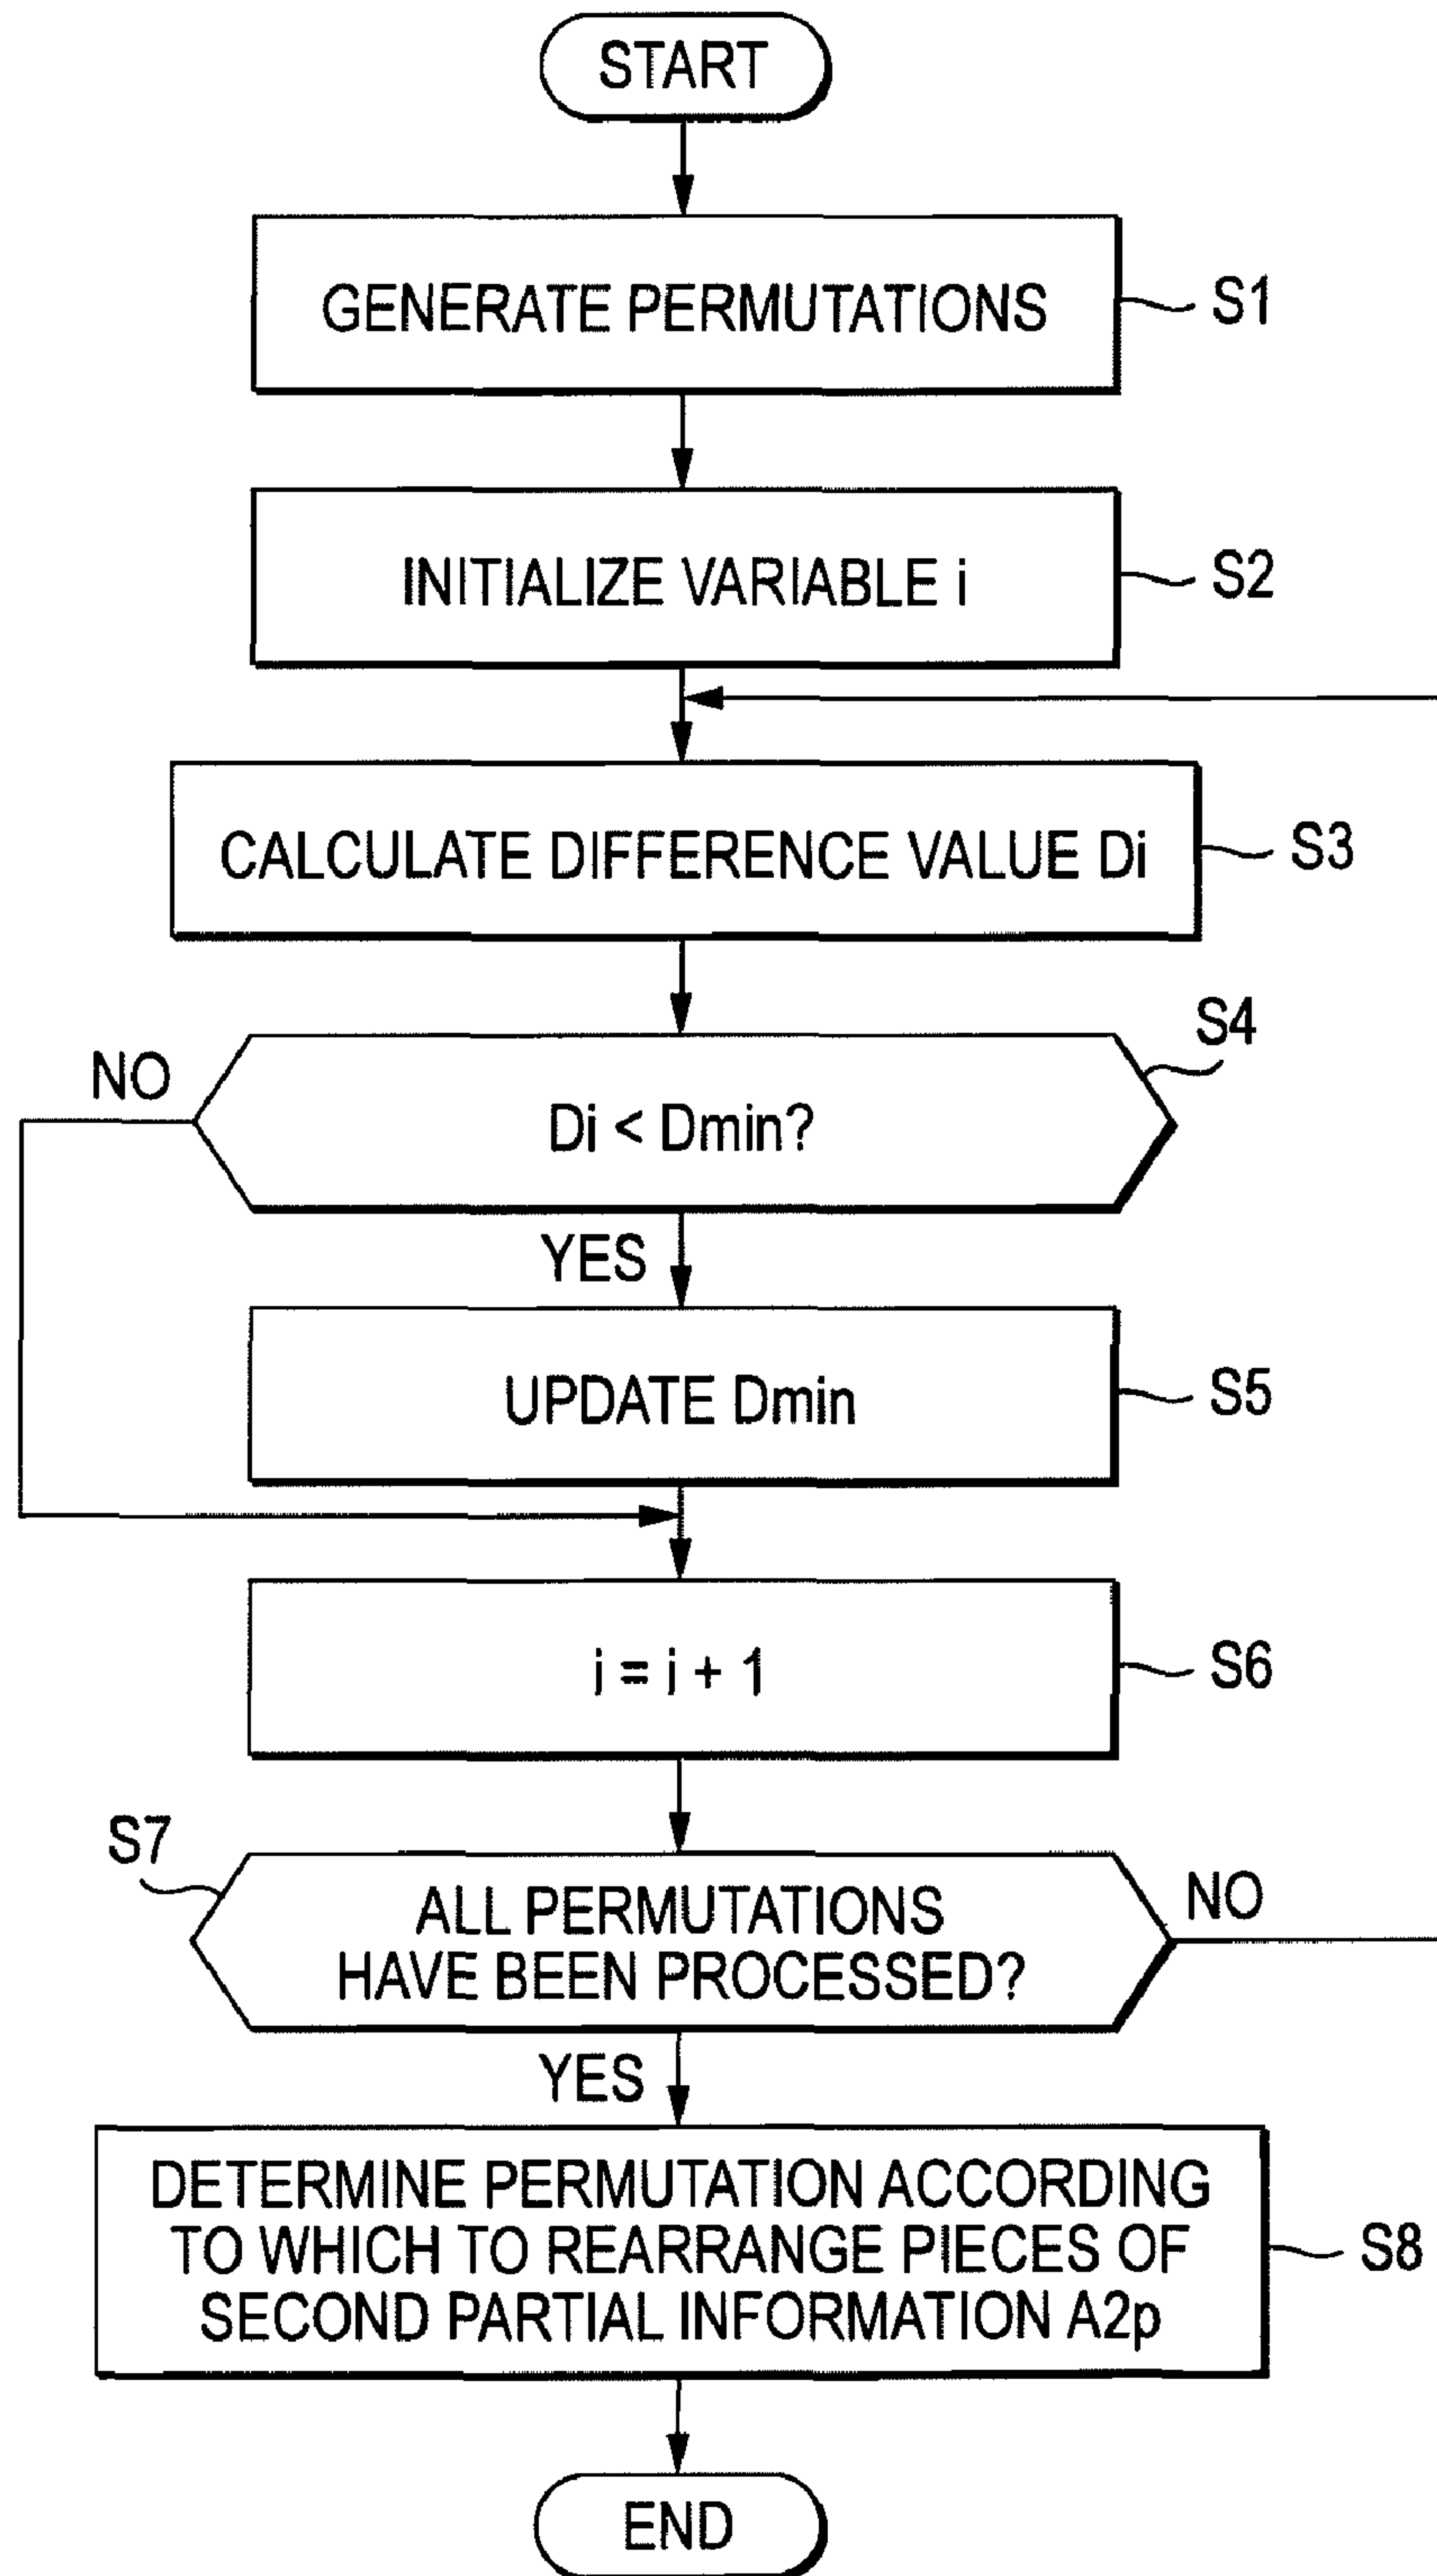 START
GENERATE PERMUTATIONS
S1
INITIALIZE VARIABLE i
S2
CALCULATE DIFFERENCE VALUE Di
S3
S4
NO
Di < Dmin?
YES
UPDATE Dmin
S5
i = i + 1
S6
S7
ALL PERMUTATIONS
HAVE BEEN PROCESSED?
NO
YES
DETERMINE PERMUTATION ACCORDING
TO WHICH TO REARRANGE PIECES OF
SECOND PARTIAL INFORMATION A2p
S8
END